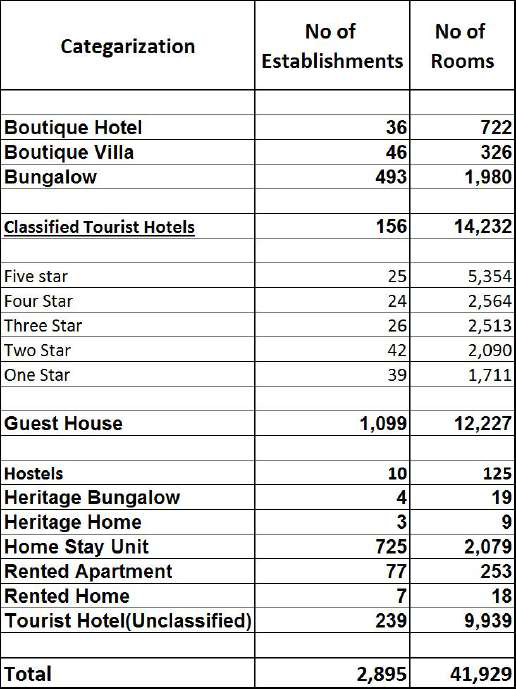 Categarization No of Establishments No of Rooms
Boutique Hotel 36 722
Boutique Villa 46 326
Bungalow 493 1,980
Classified Tourist Hotels 156 14,232
Five star 25 5,354
Four Star 24 2,564
Three Star 26 2,513
Two Star 42 2,090
One Star 39 1,711
Guest House 1,099 12,227
Hostels 10 125
Heritage Bungalow 4 19
Heritage Home 3 9
Home Stay Unit 725 2,079
Rented Apartment 77 253
Rented Home 7 18
Tourist Hotel(Unclassified) 239 9,939
Total 2,895 41,929